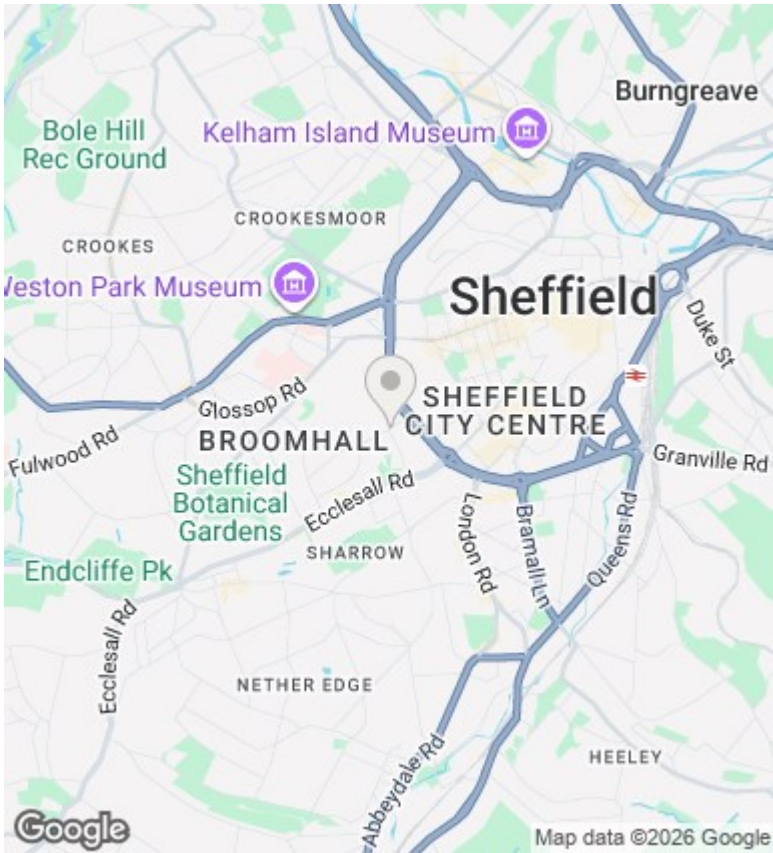 Burngreave
Bole Hill
Rec Ground
Kelham Island Museum
CROOKESMOOR
CROOKES
Weston Park Museum
Sheffield
Duke St
Glossop Rd
SHEFFIELD
CITY CENTRE
BROOMHALL
Fulwood Rd
Granville Rd
Sheffield
Botanical
Gardens
Ecclesall Rd
London Rd
Bramall Ln
Queens Rd
SHARROW
Endcliffe Pk
Ecclesall Rd
NETHER EDGE
Abbeydale Rd
HEELEY
Google
Map data ©2026 Google